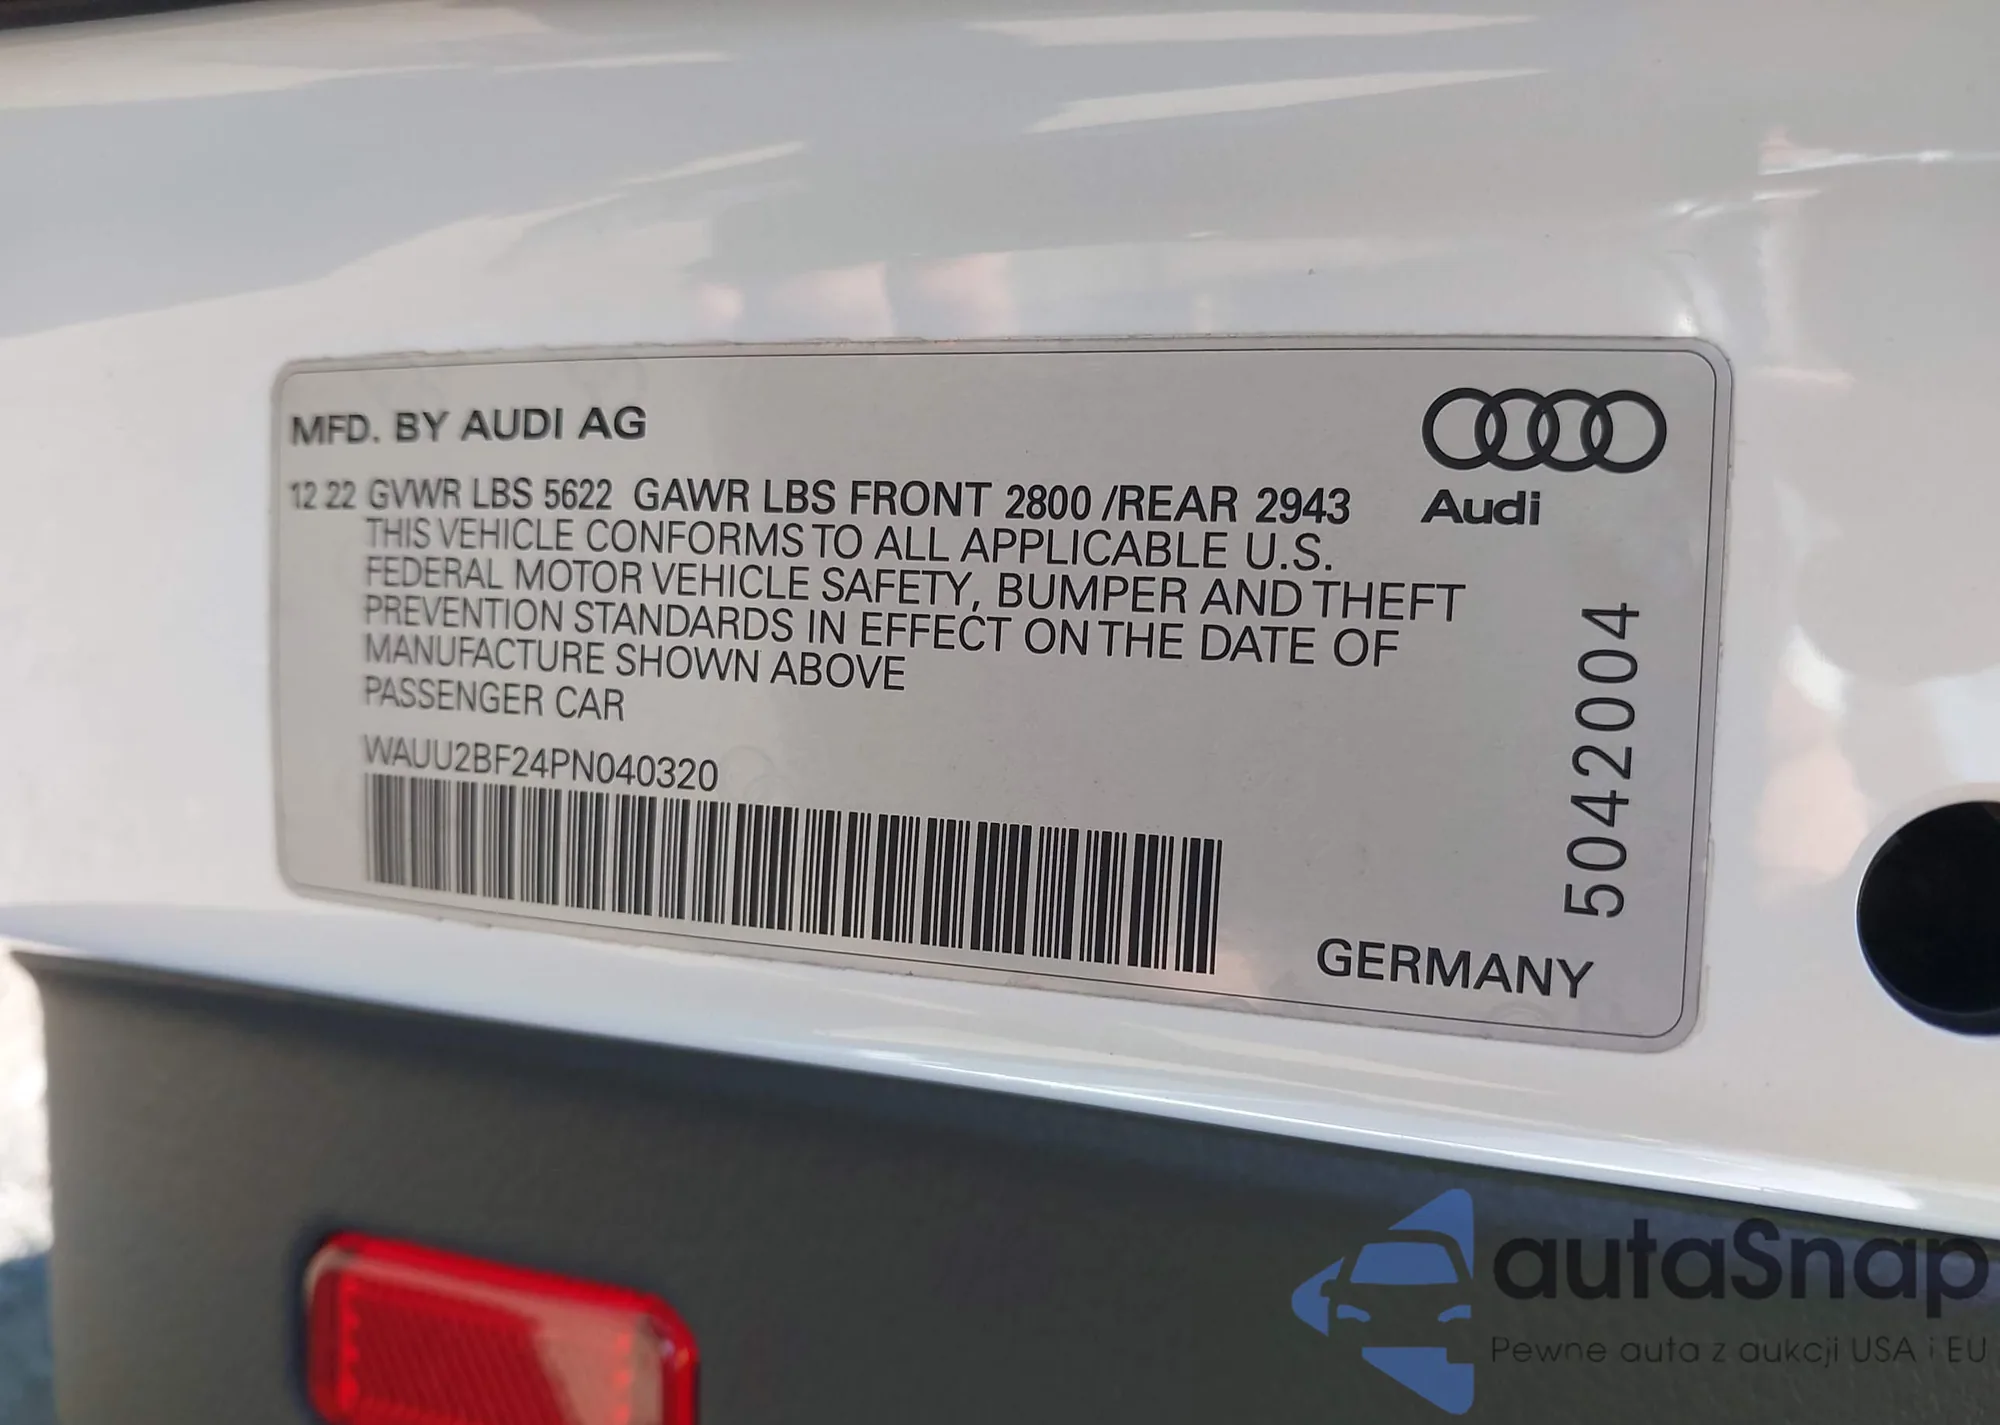 MFD. BY AUDI AG
12 22 GVWR LBS 5622 GAWR LBS FRONT 2800 /REAR 2943
THIS VEHICLE CONFORMS TO ALL APPLICABLE U.S.
FEDERAL MOTOR VEHICLE SAFETY, BUMPER AND THEFT
PREVENTION STANDARDS IN EFFECT ON THE DATE OF
MANUFACTURE SHOWN ABOVE
PASSENGER CAR
WAUU2BF24PN040320
Audi
5042004
GERMANY
autaSnap
Pewne auta z aukcji USA i EU